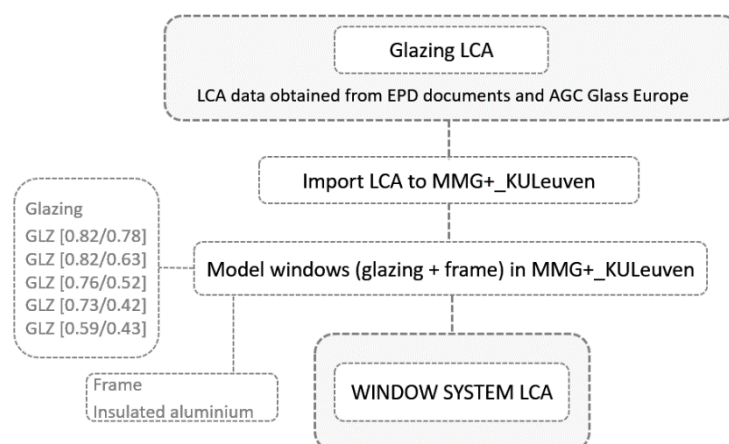 Glazing LCA
LCA data obtained from EPD documents and AGC Glass Europe
Import LCA to MMG+_KULeuven
Glazing
GLZ [0.82/0.78]
GLZ [0.82/0.63]
GLZ [0.76/0.52]
GLZ [0.73/0.42]
GLZ [0.59/0.43]
Model windows (glazing + frame) in MMG+_KULeuven
Frame
Insulated aluminium
WINDOW SYSTEM LCA